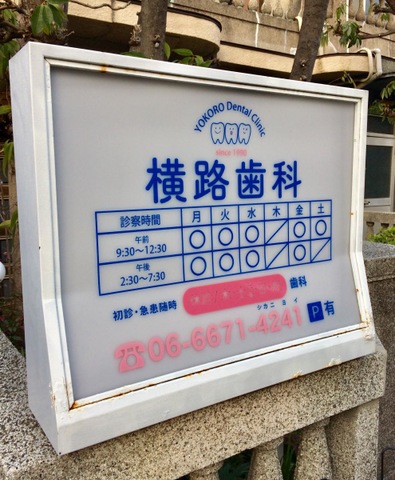 YOKORO Dental Clinic
since 1980
横路歯科
診察時間 月 火 水 木 金 土
午前
9:30〜12:30 ○ ○ ○ ／ ○ ○
午後
2:30〜7:30 ○ ○ ○ ／ ○ ／
初診・急患随時 歯科
シカニ ヨイ
☎06-6671-4241 P有